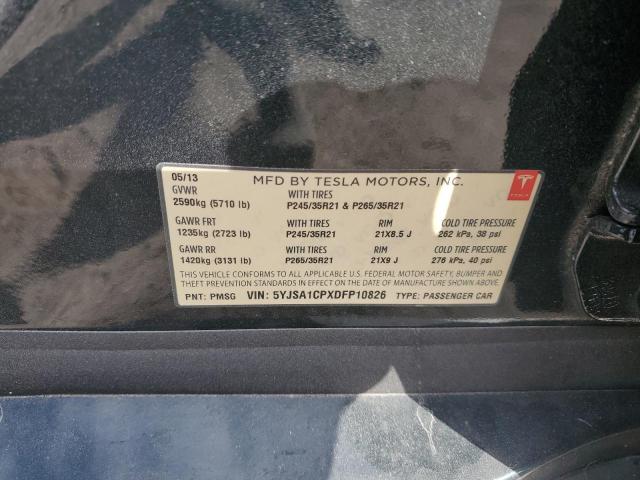 05/13 MFD BY TESLA MOTORS, INC.
GVWR WITH TIRES
2590kg (5710 lb) P245/35R21 & P265/35R21
TESLA
GAWR FRT WITH TIRES RIM COLD TIRE PRESSURE
1235kg (2723 lb) P245/35R21 21X8.5 J 262 kPa, 38 psi
GAWR RR WITH TIRES RIM COLD TIRE PRESSURE
1420kg (3131 lb) P265/35R21 21X9 J 276 kPa, 40 psi
THIS VEHICLE CONFORMS TO ALL APPLICABLE U.S. FEDERAL MOTOR SAFETY, BUMPER AND
THEFT PREVENTION STANDARDS IN EFFECT ON THE DATE OF MANUFACTURE SHOWN ABOVE.
PNT: PMSG VIN: 5YJSA1CPXDFP10826 TYPE: PASSENGER CAR